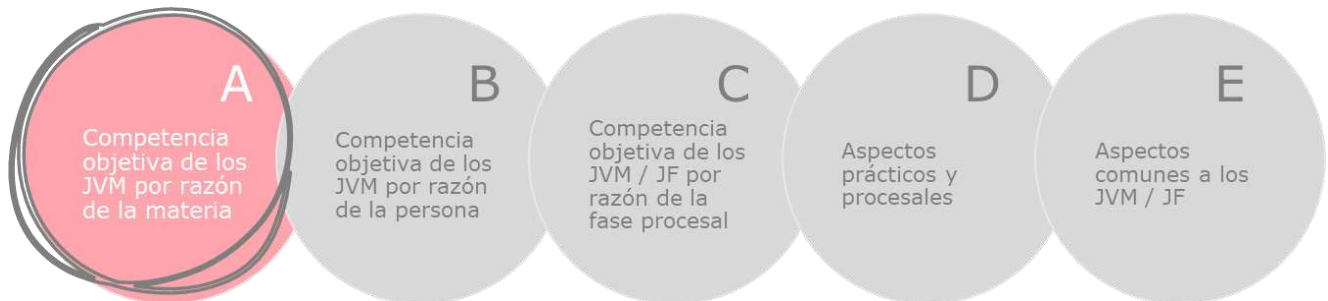 A
Competencia
objetiva de los
JVM por razón
de la materia
B
Competencia
objetiva de los
JVM por razón
de la persona
C
Competencia
objetiva de los
JVM / JF por
razón de la
fase procesal
D
Aspectos
prácticos y
procesales
E
Aspectos
comunes a los
JVM / JF